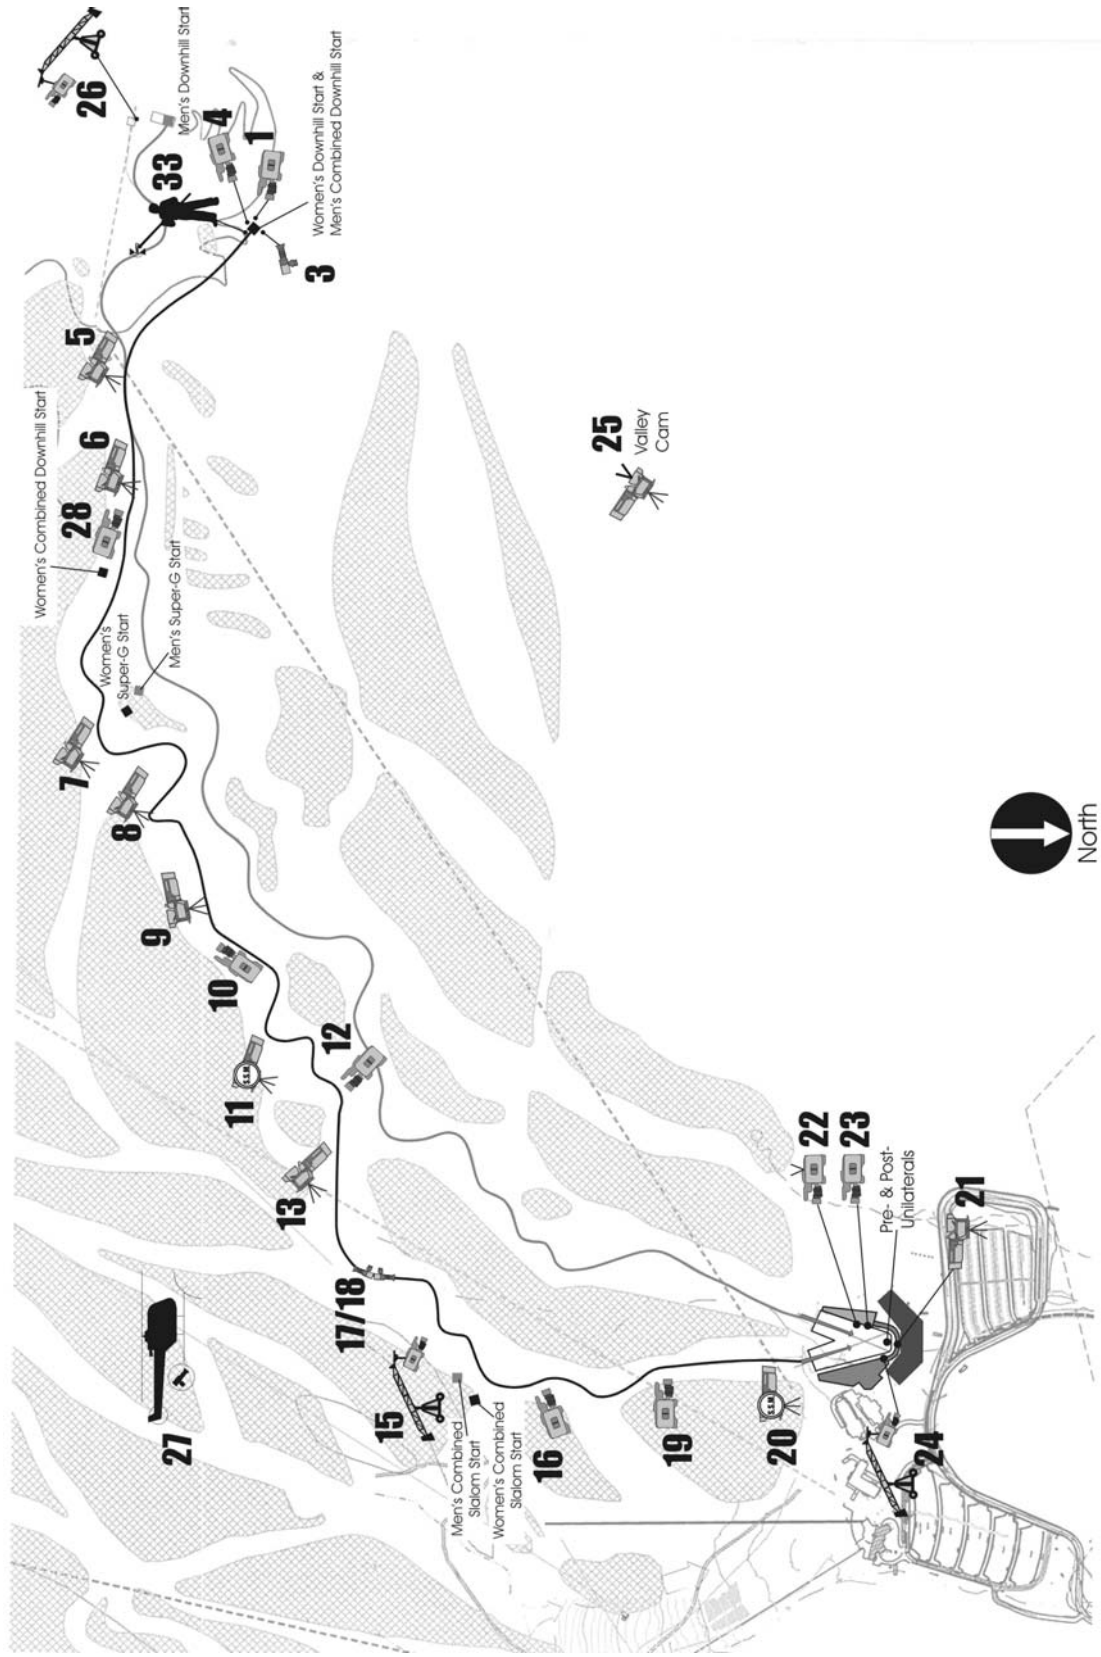 26
Men's Downhill Start
4
33
1
Women's Downhill Start &
Men's Combined Downhill Start
3
5
Women's Combined Downhill Start
6
28
25
Valley
Cam
Women's
Super-G Start
Men's Super-G Start
7
8
9
10
North
12
S.S.M
11
13
22
23
Pre- & Post-
Unilaterals
21
17/18
27
15
Men's Combined
Slalom Start
Women's Combined
Slalom Start
16
19
S.S.M
20
24